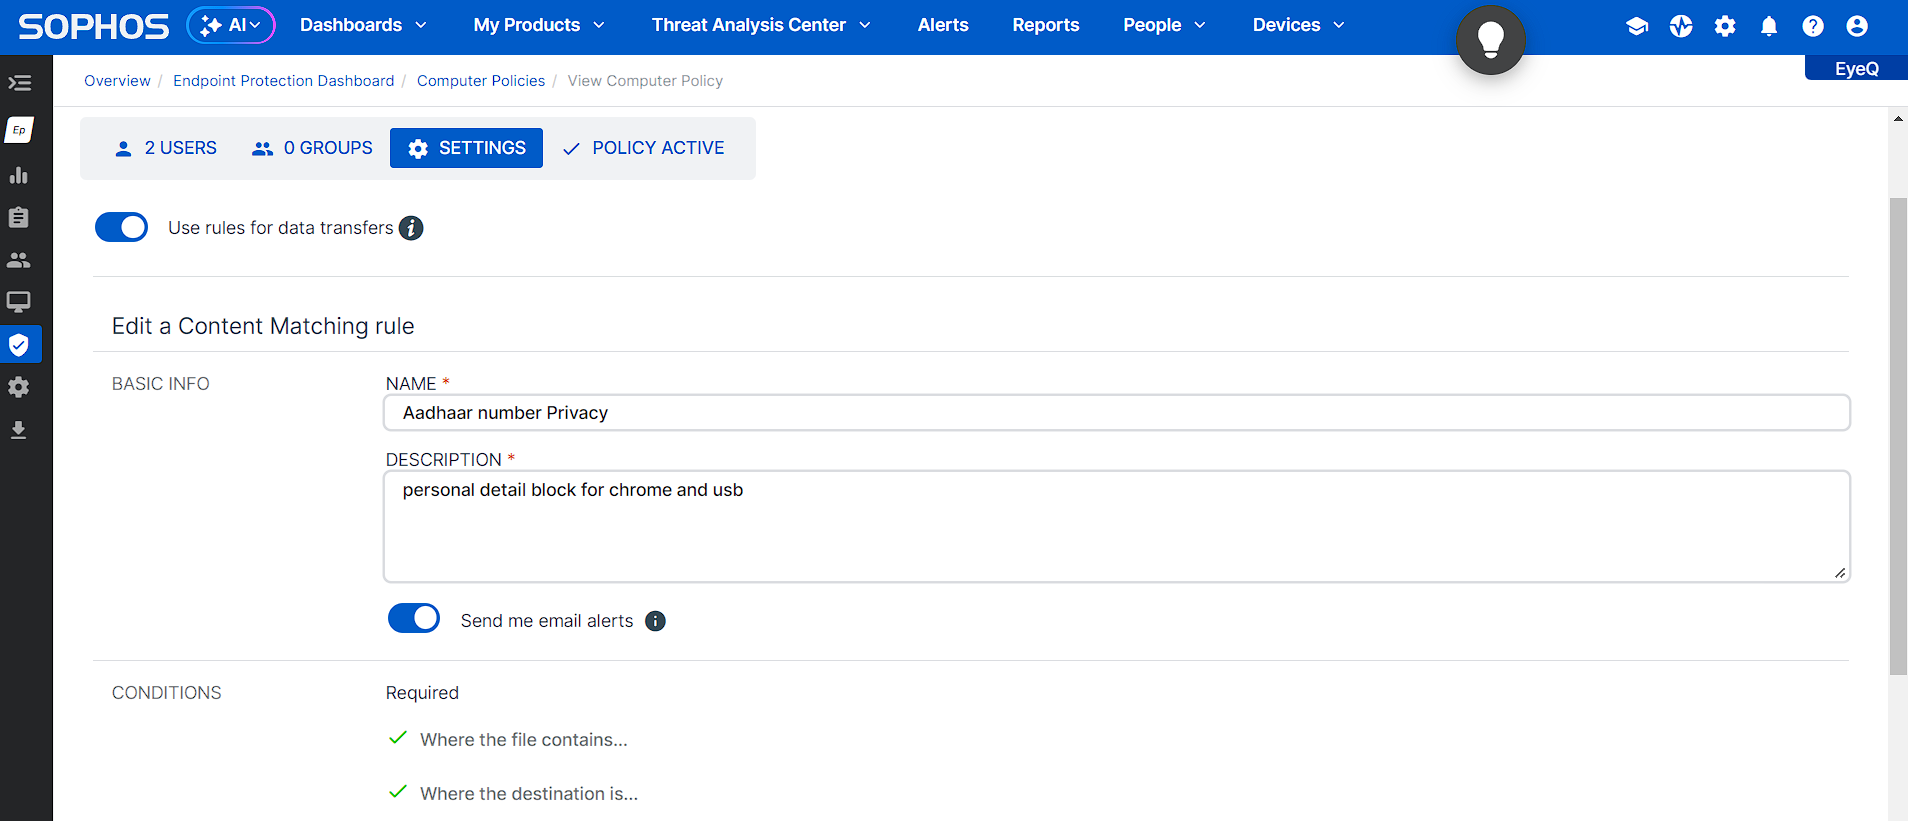 SOPHOS AI Dashboards My Products Threat Analysis Center Alerts Reports People Devices
EyeQ
Overview / Endpoint Protection Dashboard / Computer Policies / View Computer Policy
Ep
2 USERS 0 GROUPS SETTINGS POLICY ACTIVE
Use rules for data transfers
Edit a Content Matching rule
BASIC INFO
NAME *
Aadhaar number Privacy
DESCRIPTION *
personal detail block for chrome and usb
Send me email alerts
CONDITIONS
Required
Where the file contains...
Where the destination is...